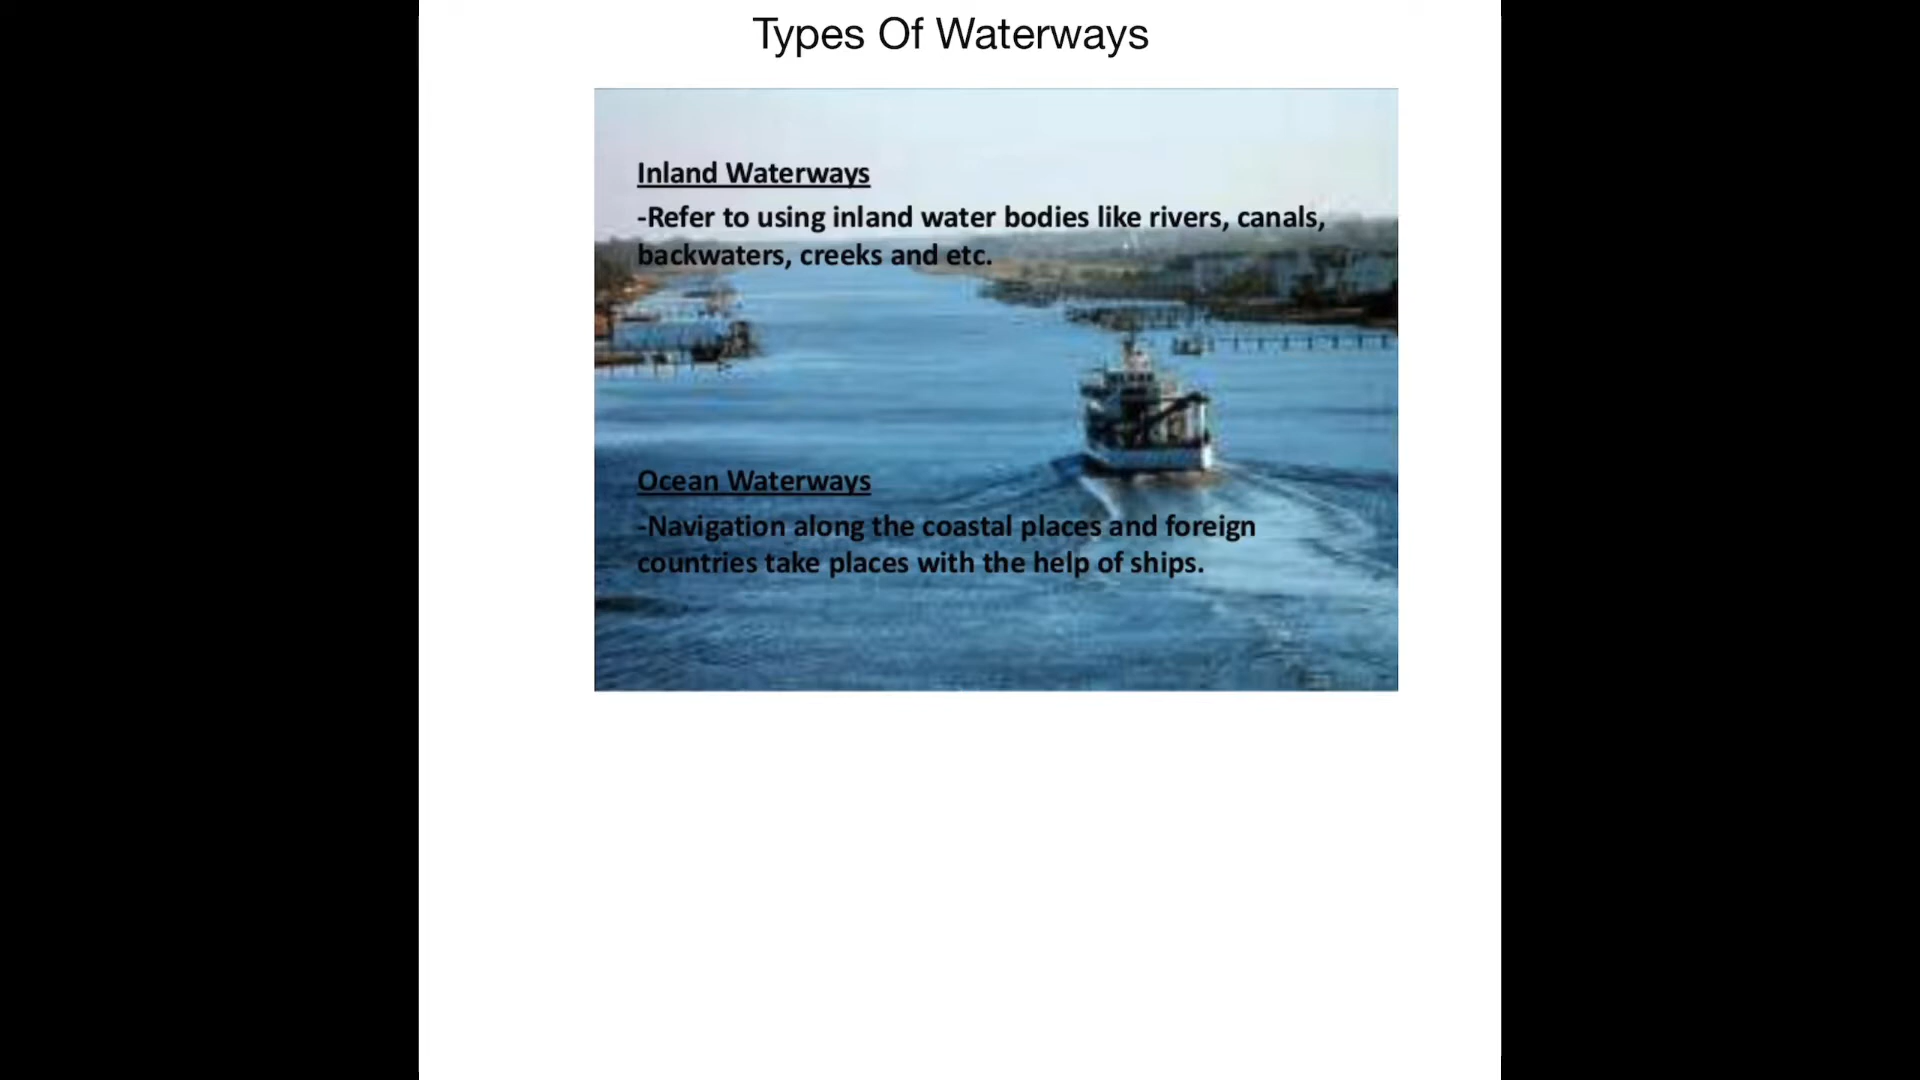 Types Of Waterways
Inland Waterways
-Refer to using inland water bodies like rivers, canals,
backwaters, creeks and etc.
Ocean Waterways
-Navigation along the coastal places and foreign
countries take places with the help of ships.